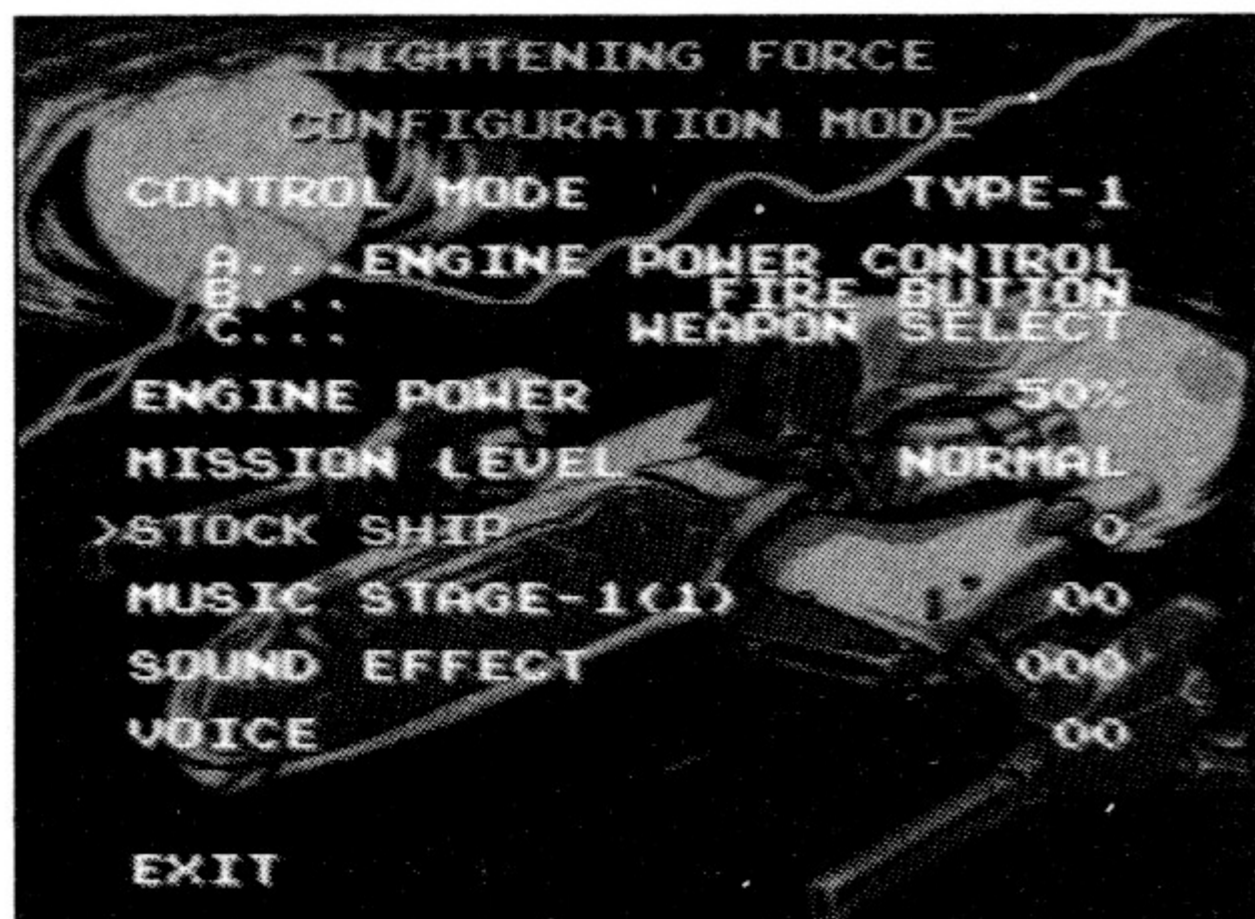 LIGHTENING FORCE
CONFIGURATION MODE
CONTROL MODE TYPE-1
A...ENGINE POWER CONTROL
B... FIRE BUTTON
C... WEAPON SELECT
ENGINE POWER 50%
MISSION LEVEL NORMAL
>STOCK SHIP 0
MUSIC STAGE-1(1) 00
SOUND EFFECT 000
VOICE 00
EXIT